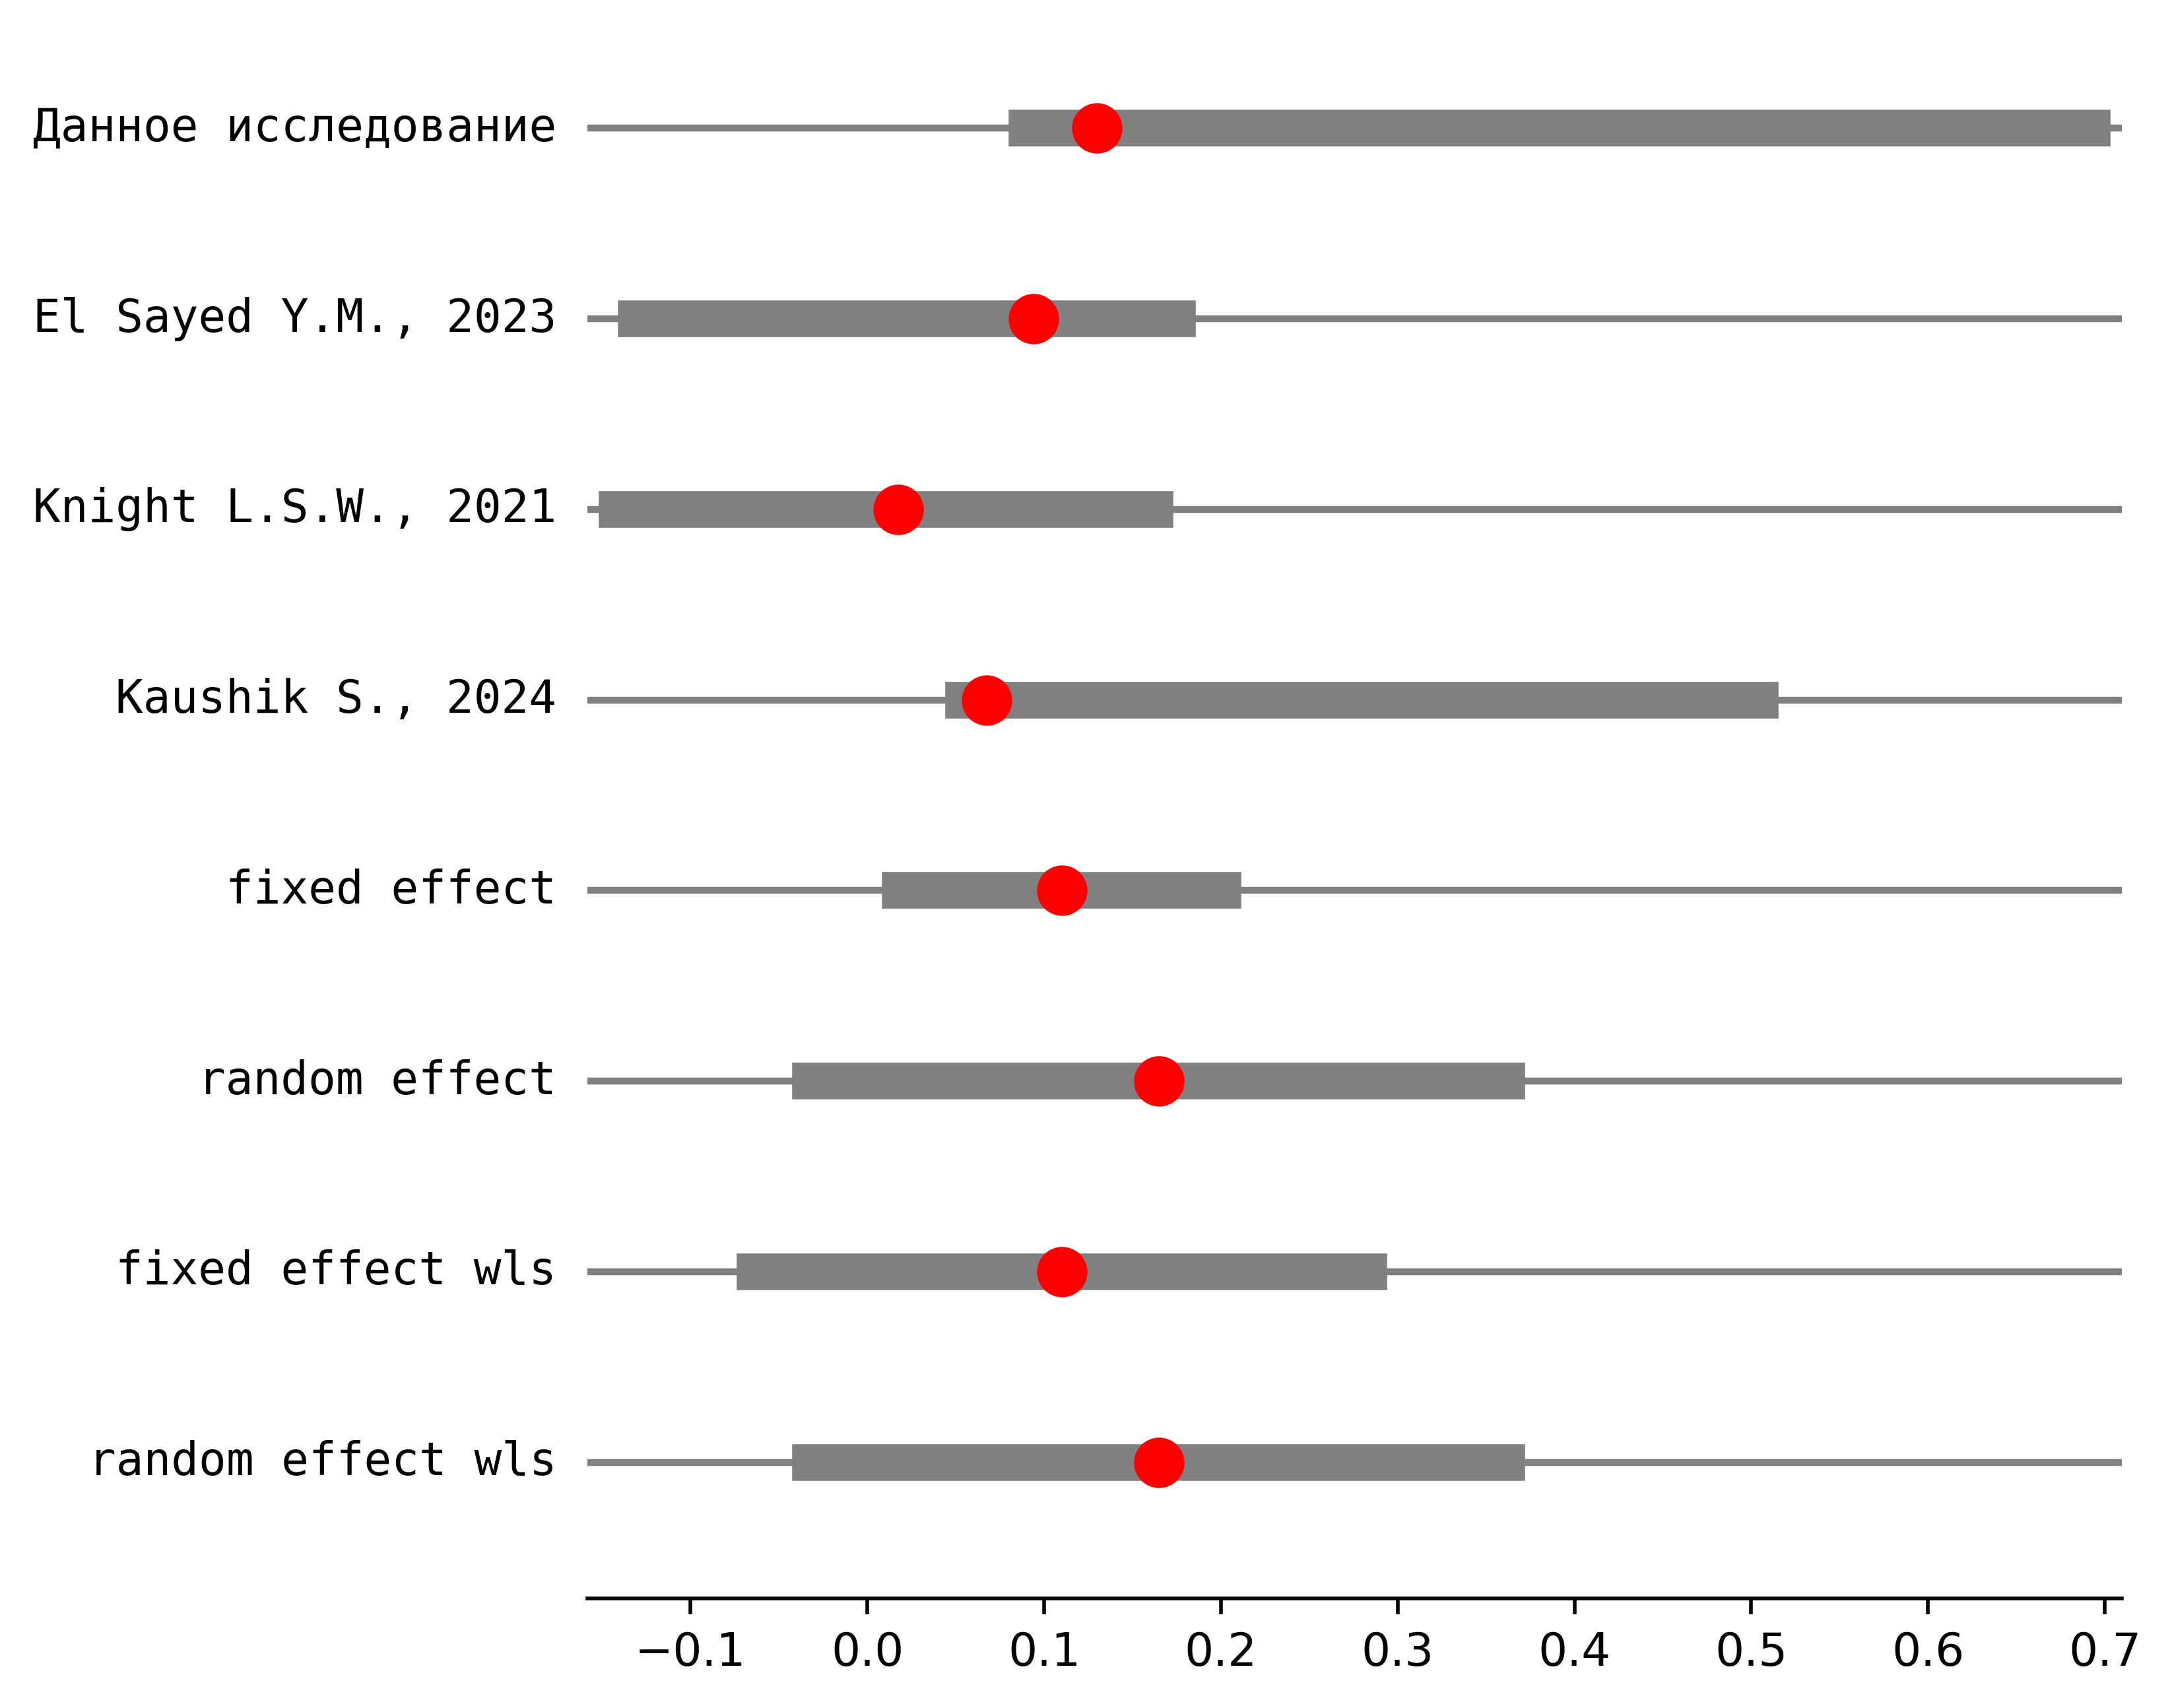 Данное исследование
El Sayed Y.M., 2023
Knight L.S.W., 2021
Kaushik S., 2024
fixed effect
random effect
fixed effect wls
random effect wls
−0.1 0.0 0.1 0.2 0.3 0.4 0.5 0.6 0.7